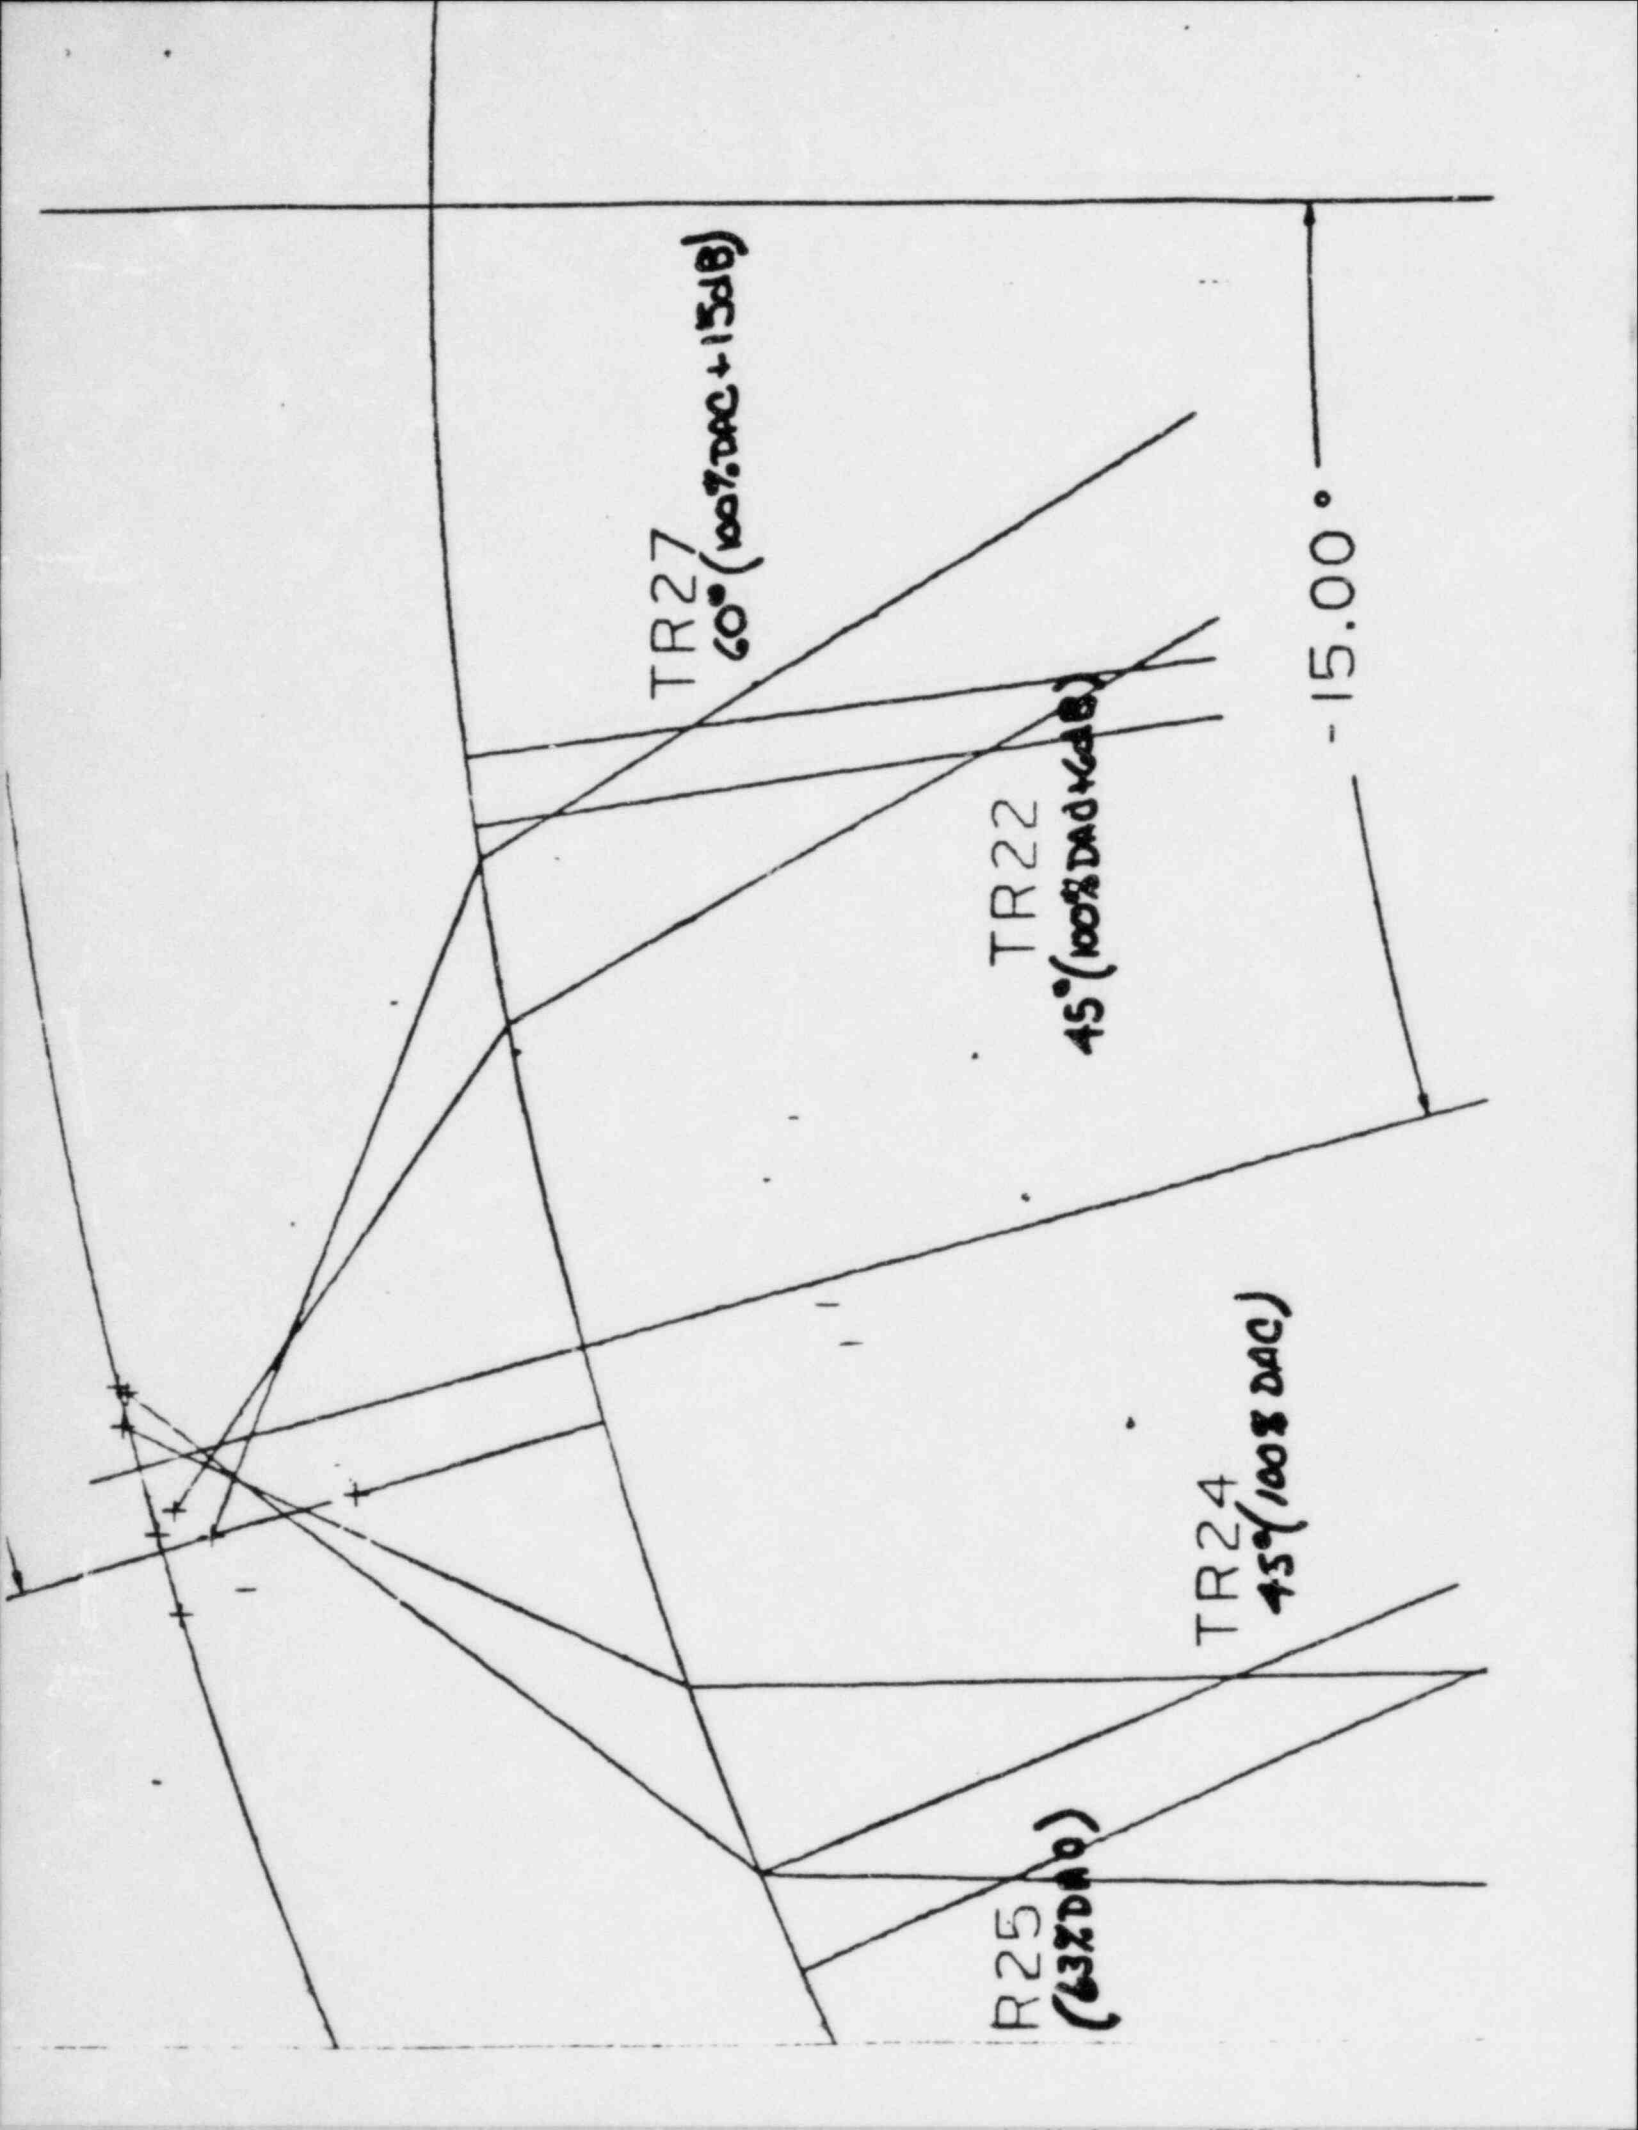 TR27
60° (100% DAC + 15dB)
TR22
45° (100% DAC + 6dB)
-15.00°
TR24
45° (100% DAC)
R25
(63% DAC)